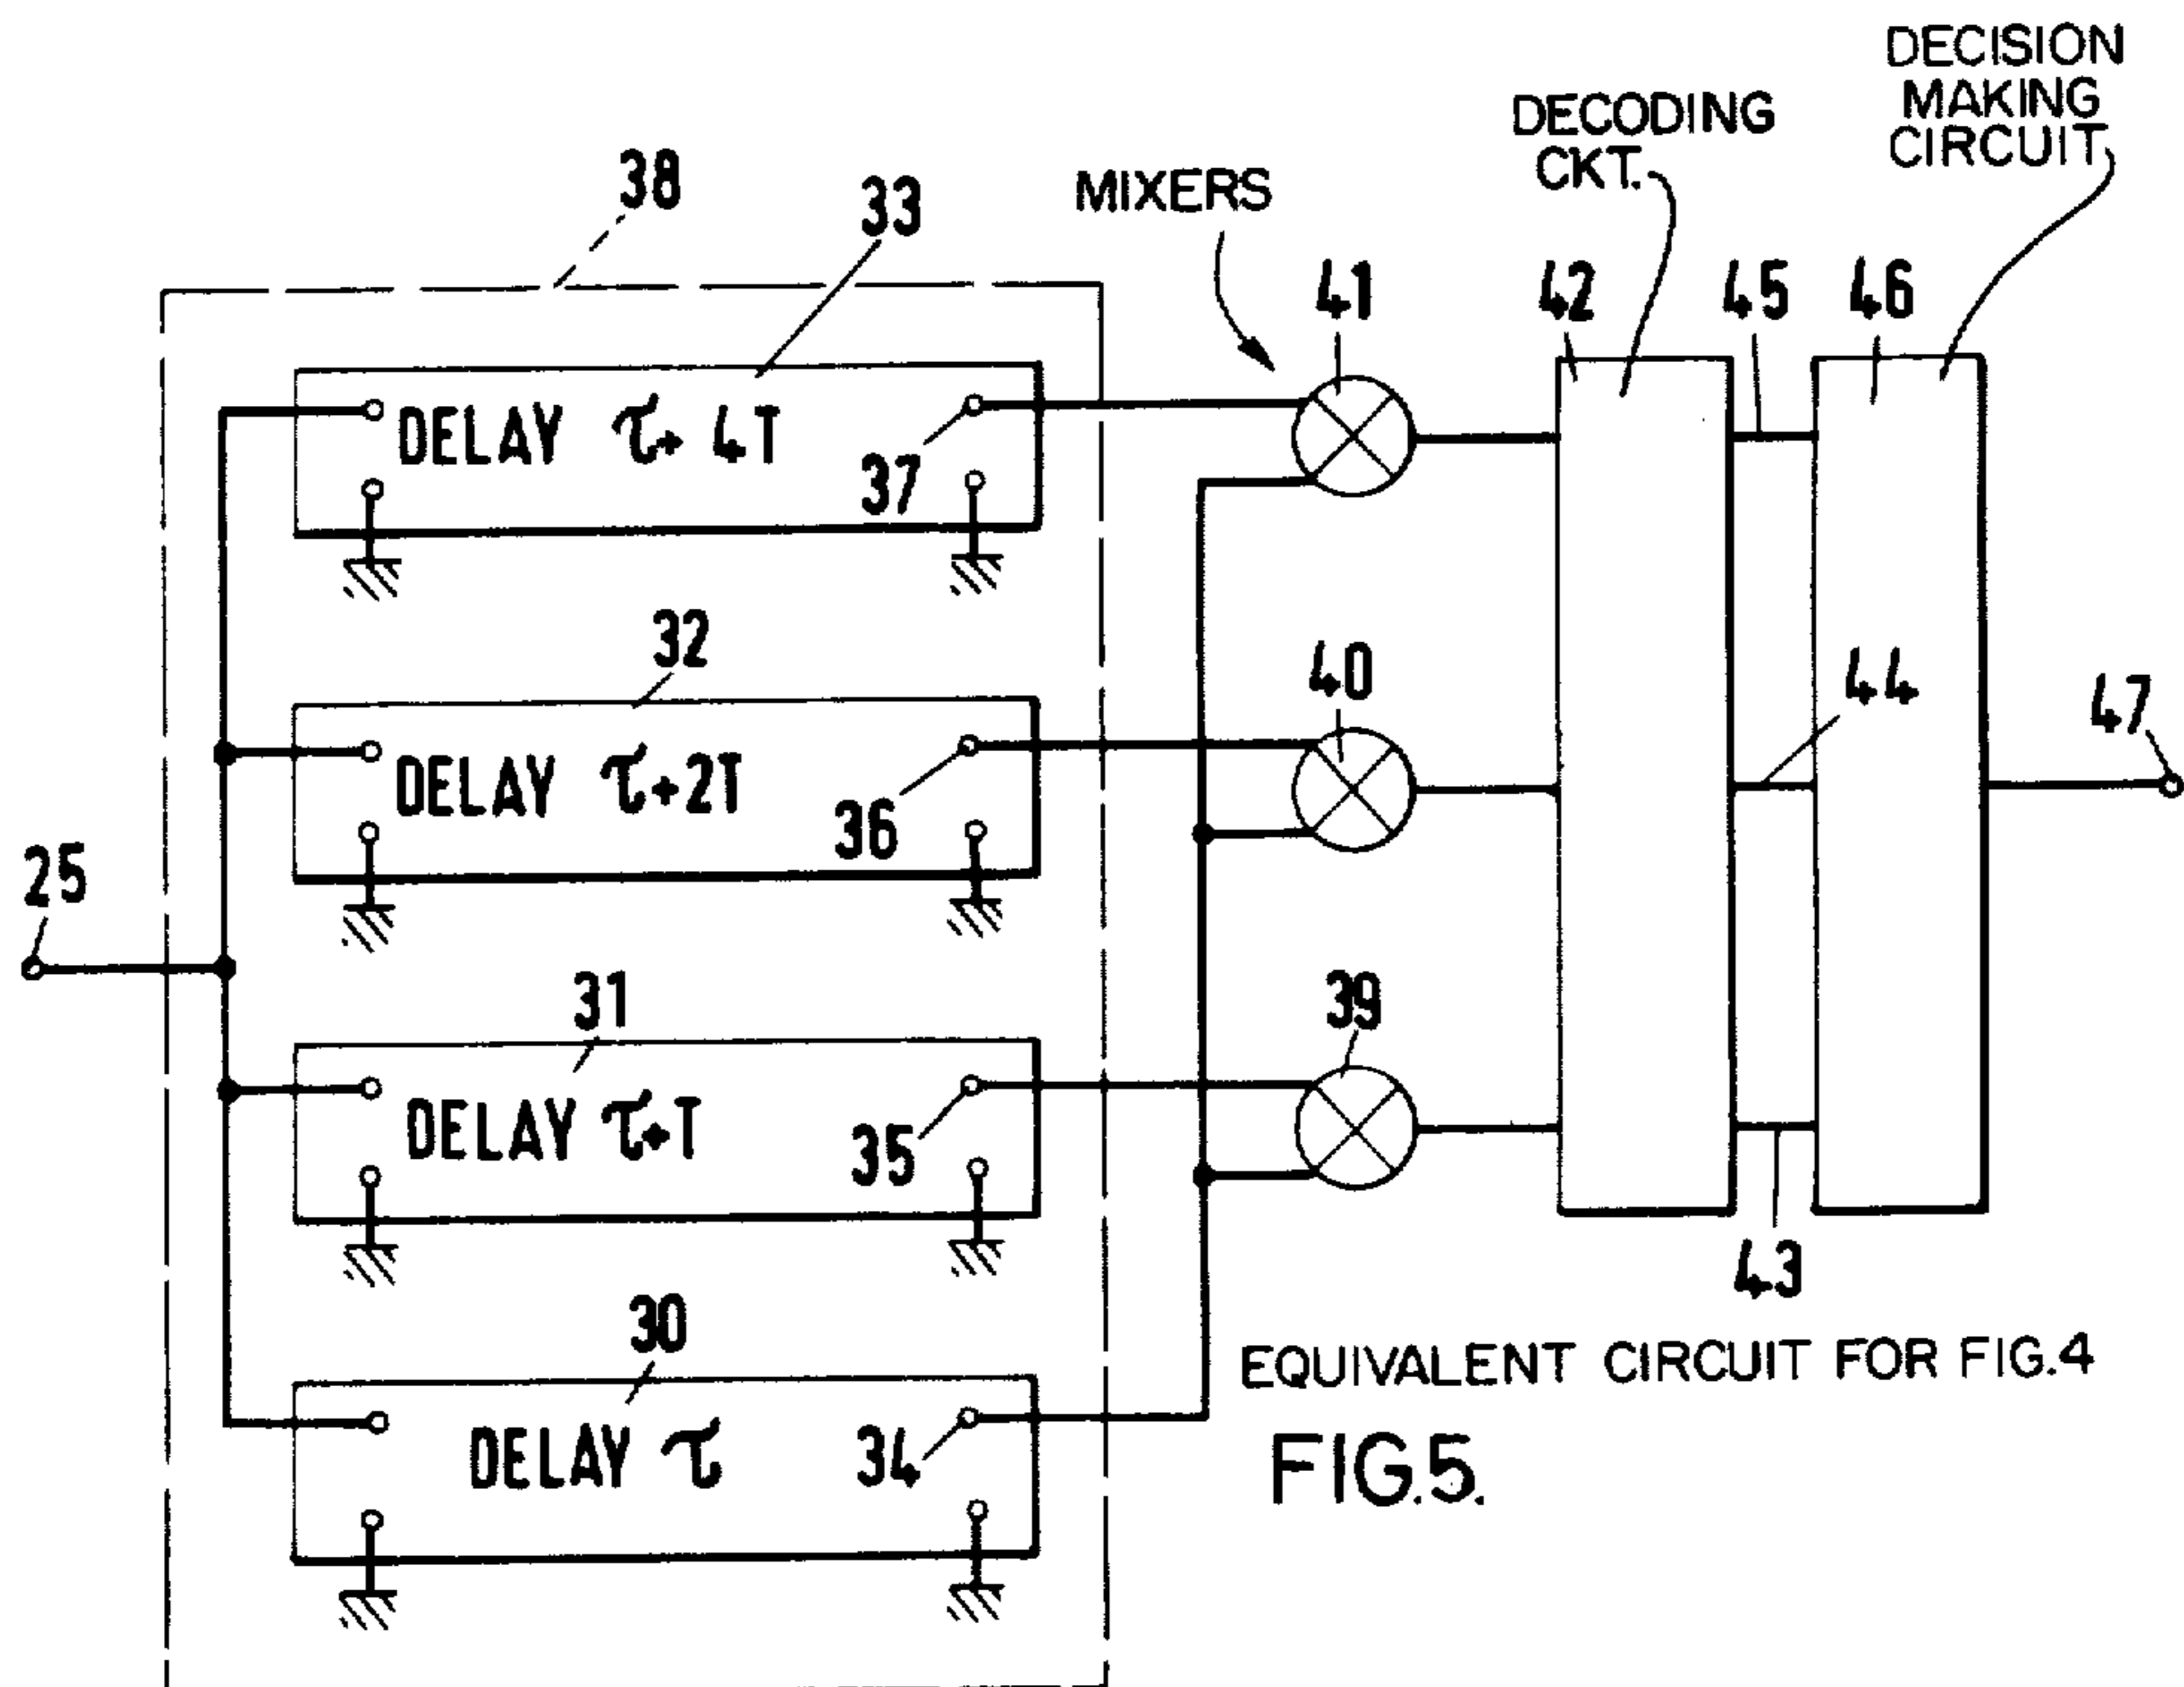 DECISION
MAKING
CIRCUIT
DECODING
CKT.
MIXERS
38
33
41
42
45
46
DELAY τ+ 4T
37
32
40
44
47
DELAY τ+2T
36
25
31
39
DELAY τ+T
35
43
30
EQUIVALENT CIRCUIT FOR FIG.4
DELAY τ
34
FIG.5.